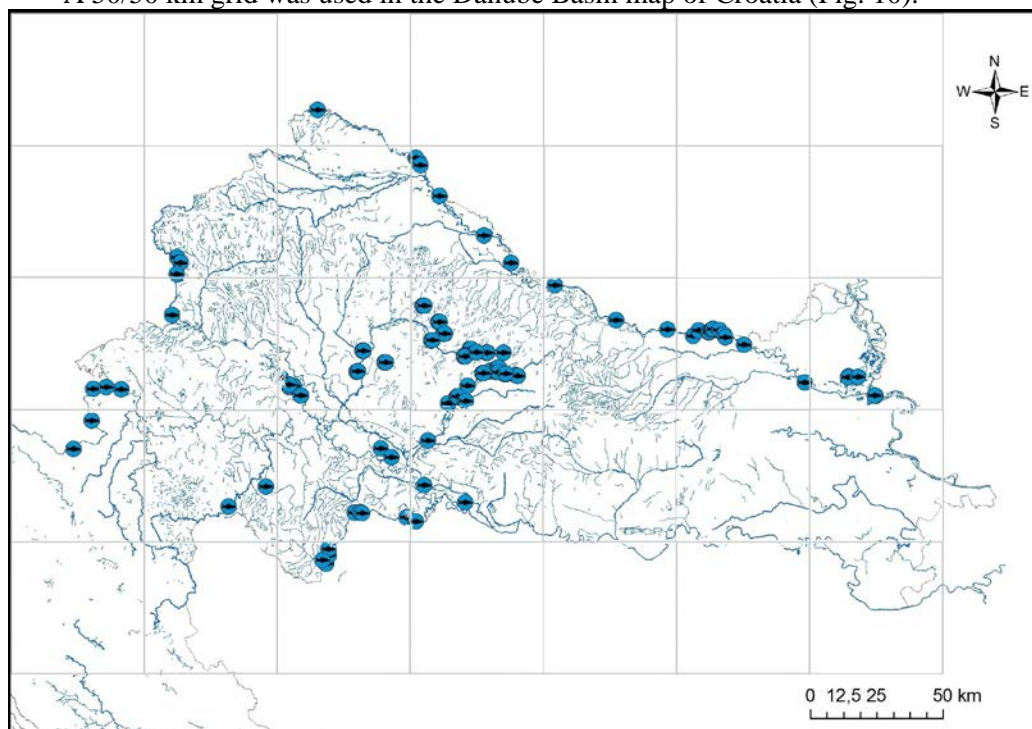 A 50/50 km grid was used in the Danube Basin map of Croatia (Fig. 10).
N
W E
S
0 12,5 25 50 km